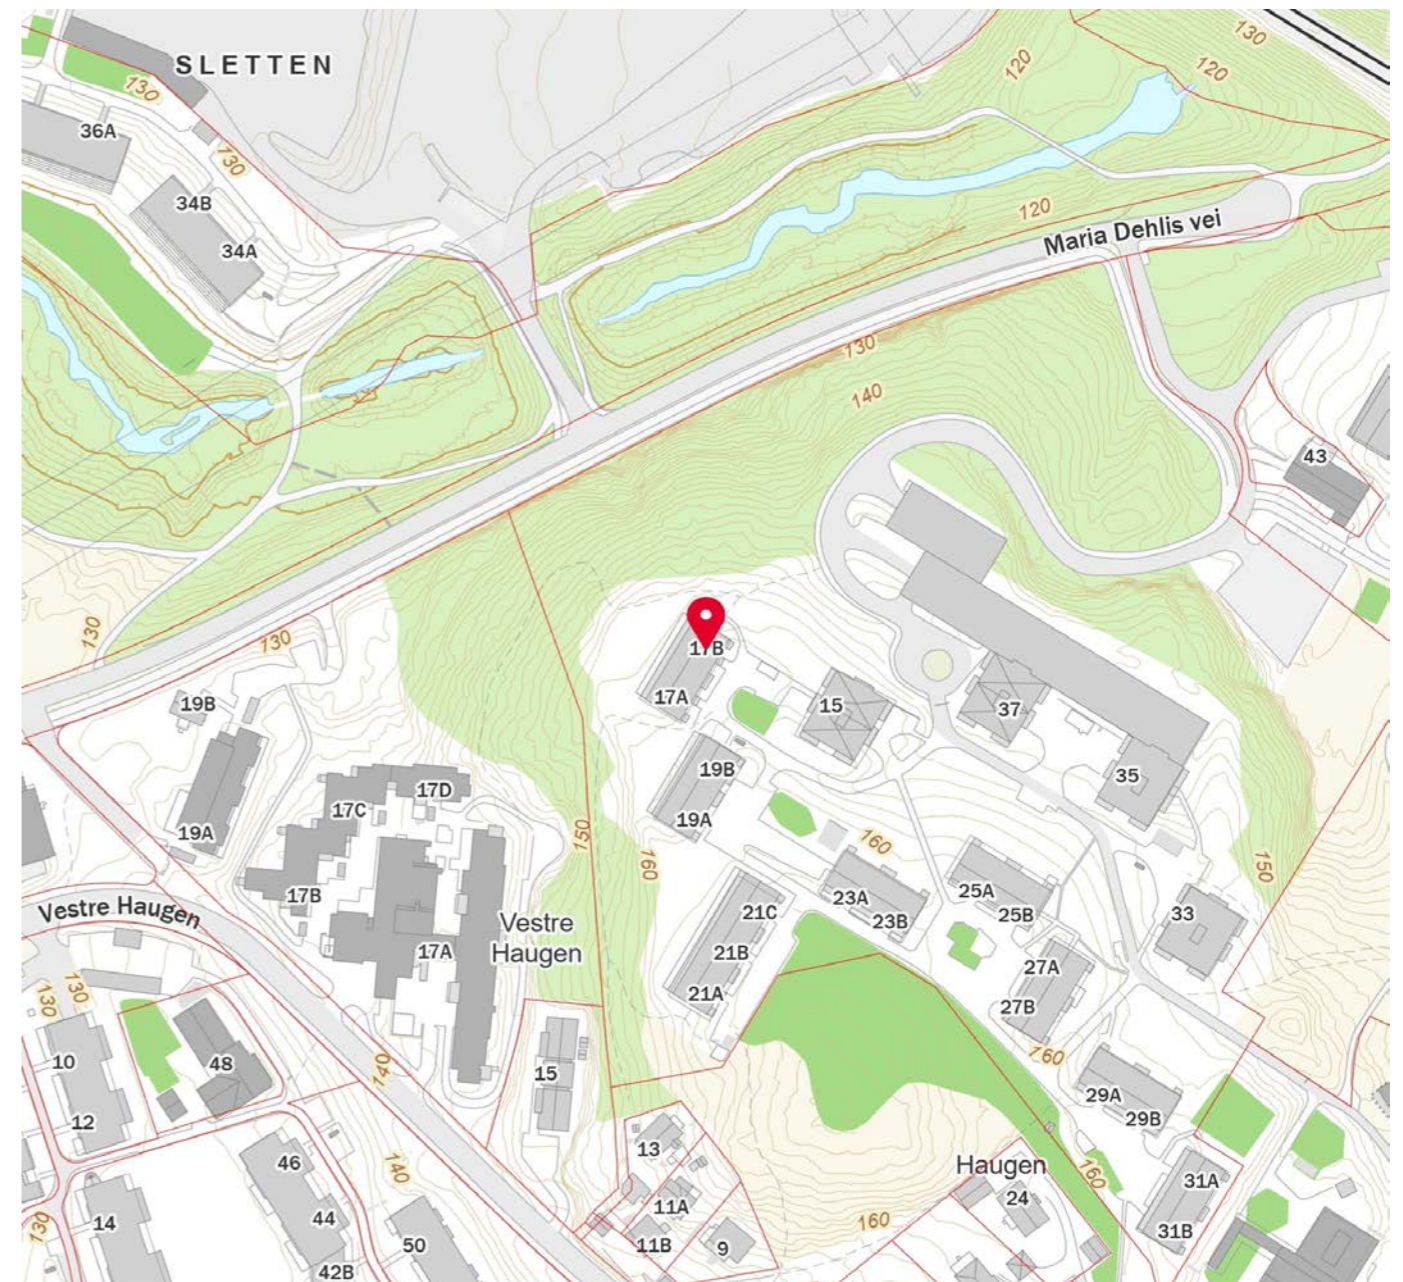 130
SLETTEN
120
120
130
36A
130
34B
120
34A
Maria Dehlis vei
130
140
43
130
130
17B
17A
19B
15
37
19B
35
17D
17C
19A
19A
150
160
160
150
17B
23A
25A
Vestre Haugen
21C
23B
25B
33
Vestre
Haugen
17A
21B
27A
130
130
21A
27B
160
10
48
140
15
29A
12
29B
13
46
140
Haugen
160
31A
24
11A
14
44
160
130
31B
50
11B
9
42B